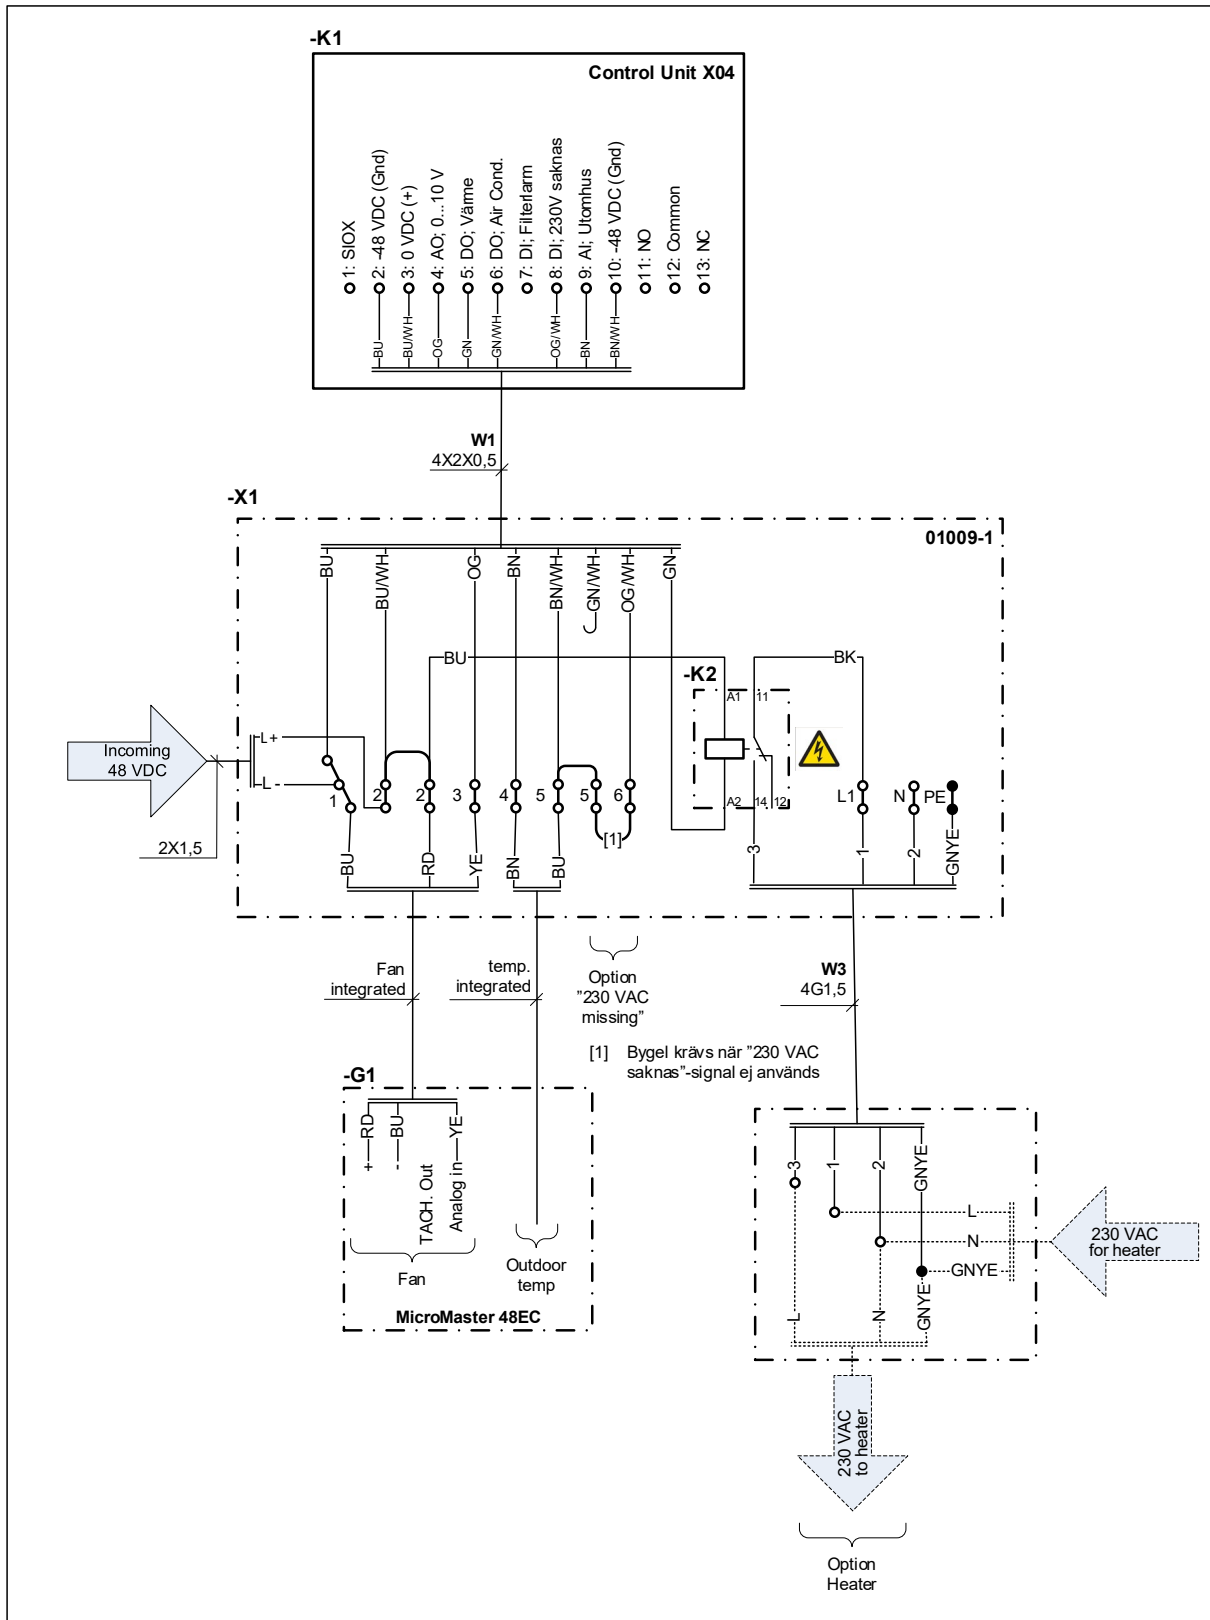 -K1
Control Unit X04
1: SIOX
2: -48 VDC (Gnd)
3: 0 VDC (+)
4: AO; 0...10 V
5: DO; Värme
6: DO; Air Cond.
7: DI; Filterlarm
8: DI; 230V saknas
9: AI; Utomhus
10: -48 VDC (Gnd)
11: NO
12: Common
13: NC
BU
BU/WH
OG
GN
GN/WH
OG/WH
BN
BN/WH
W1
4X2X0,5
-X1
01009-1
BU
BU/WH
OG
BN
BN/WH
GN/WH
OG/WH
GN
BU
BK
-K2
A1
11
Incoming
48 VDC
L+
L -
1
2
2
3
4
5
5
6
A2
14
12
L1
N
PE
[1]
2X1,5
BU
RD
YE
BN
BU
3
1
2
GNYE
Fan
integrated
temp.
integrated
Option
"230 VAC
missing"
W3
4G1,5
[1] Bygel krävs när "230 VAC
saknas"-signal ej används
-G1
+
RD
-
BU
TACH. Out
Analog in
YE
Fan
Outdoor
temp
MicroMaster 48EC
3
1
2
GNYE
L
N
GNYE
230 VAC
for heater
L
N
GNYE
230 VAC
to heater
Option
Heater